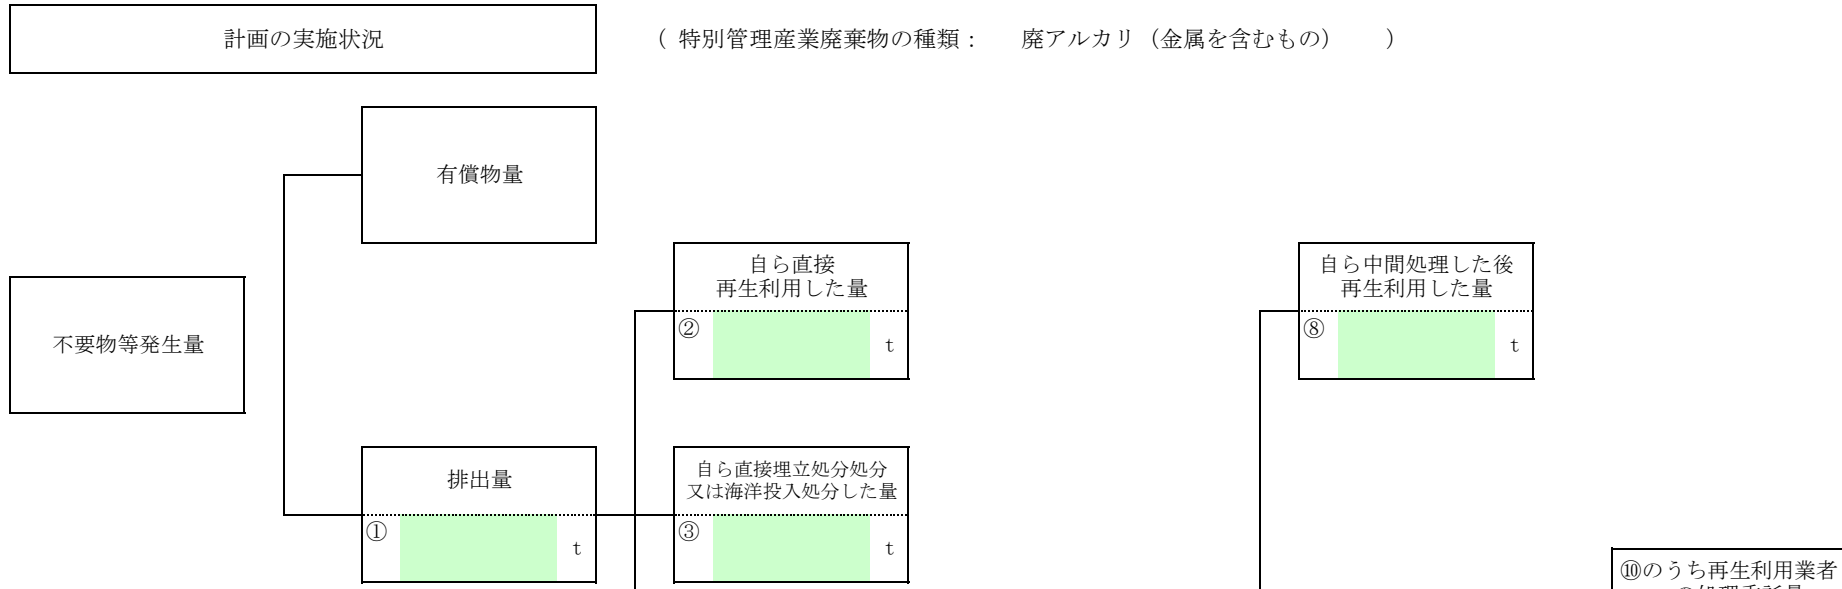 計画の実施状況
( 特別管理産業廃棄物の種類： 廃アルカリ（金属を含むもの） )
有償物量
自ら直接
再生利用した量
② t
自ら中間処理した後
再生利用した量
⑧ t
不要物等発生量
排出量
① t
自ら直接埋立処分処分
又は海洋投入処分した量
③ t
⑩のうち再生利用業者